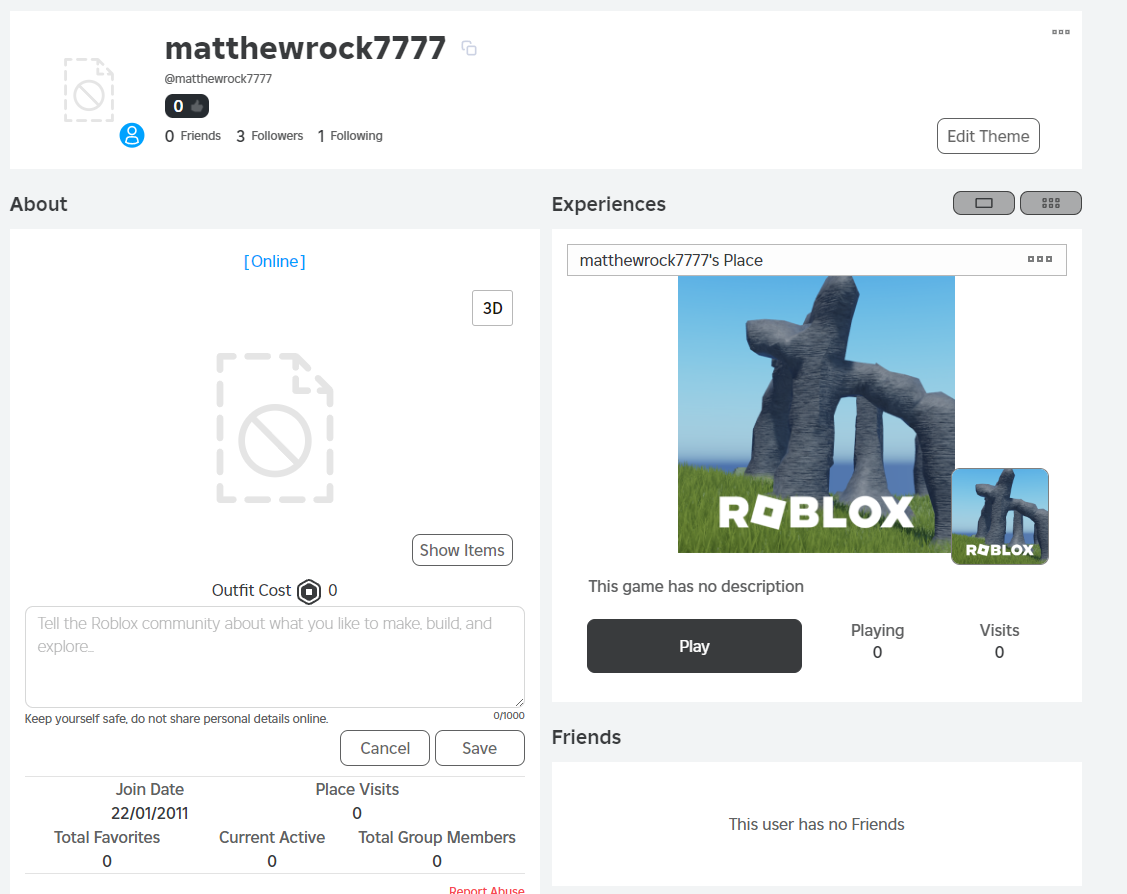 matthewrock7777
@matthewrock7777
0
0 Friends 3 Followers 1 Following
Edit Theme
About
[Online]
3D
Show Items
Outfit Cost 0
Tell the Roblox community about what you like to make, build, and
explore...
Keep yourself safe, do not share personal details online.
0/1000
Cancel Save
Join Date Place Visits
22/01/2011 0
Total Favorites Current Active Total Group Members
0 0 0
Report Abuse
Experiences
matthewrock7777's Place
ROBLOX
ROBLOX
This game has no description
Play
Playing Visits
0 0
Friends
This user has no Friends